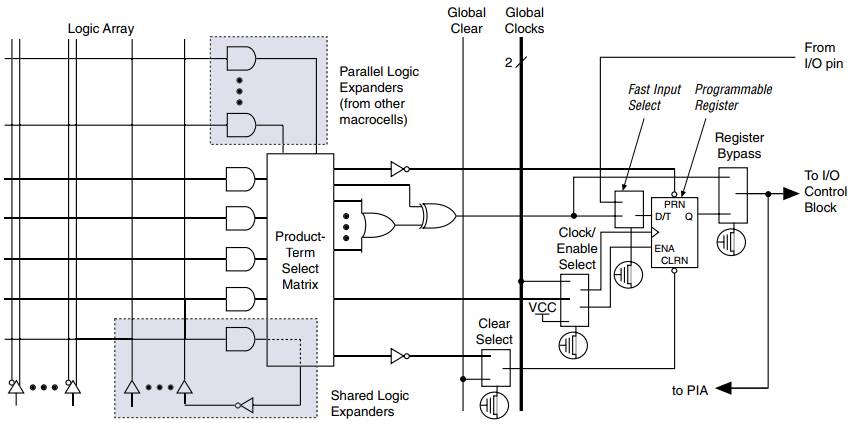 Logic Array
Global
Clear
Global
Clocks
2
Parallel Logic
Expanders
(from other
macrocells)
From
I/O pin
Fast Input
Select
Programmable
Register
Register
Bypass
To I/O
Control
Block
PRN
D/T
Q
ENA
CLRN
Product-
Term
Select
Matrix
Clock/
Enable
Select
VCC
Clear
Select
Shared Logic
Expanders
to PIA